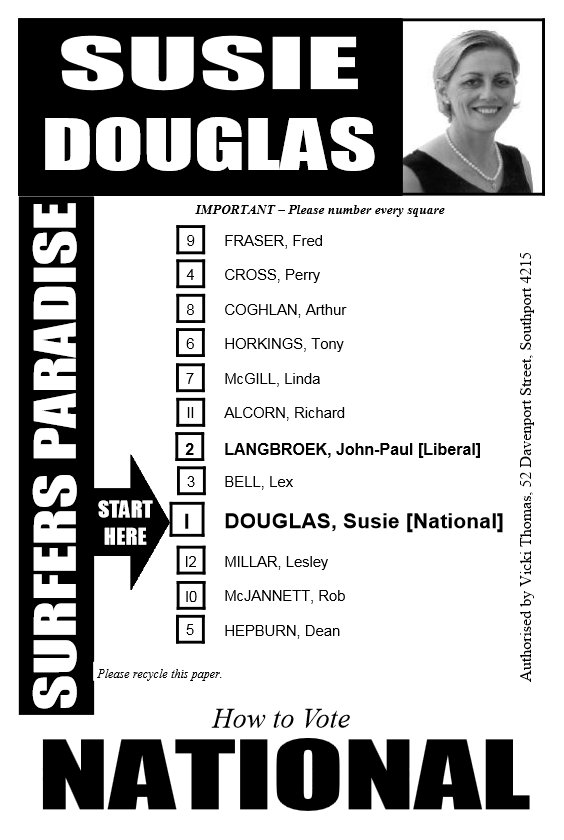 SUSIE
DOUGLAS
SURFERS PARADISE
IMPORTANT – Please number every square
9 FRASER, Fred
4 CROSS, Perry
8 COGHLAN, Arthur
6 HORKINGS, Tony
7 McGILL, Linda
II ALCORN, Richard
2 LANGBROEK, John-Paul [Liberal]
3 BELL, Lex
START
HERE
I DOUGLAS, Susie [National]
I2 MILLAR, Lesley
I0 McJANNETT, Rob
5 HEPBURN, Dean
Authorised by Vicki Thomas, 52 Davenport Street, Southport 4215
Please recycle this paper.
How to Vote
NATIONAL